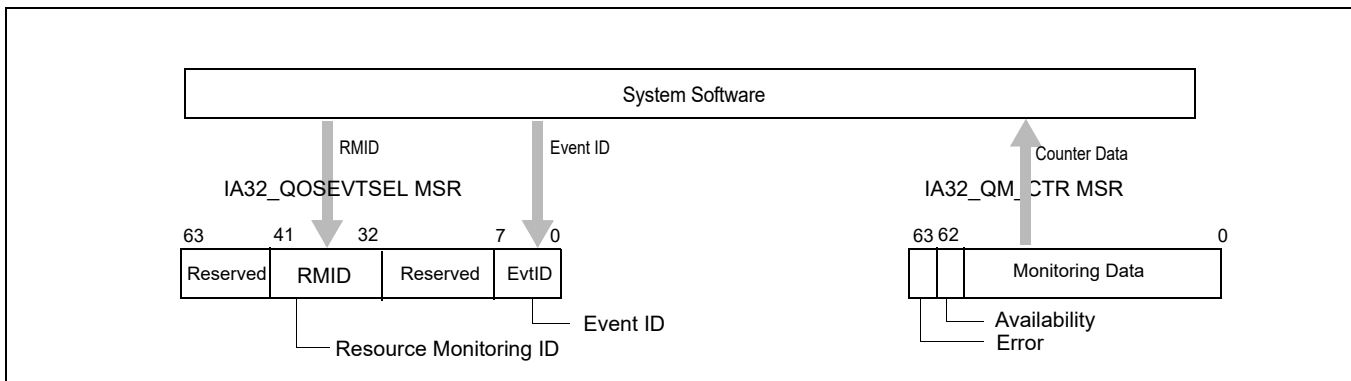 System Software
RMID
Event ID
Counter Data
IA32_QOSEVTSEL MSR
IA32_QM_CTR MSR
63 41 32 7 0
63 62 0
Reserved RMID Reserved EvtID
Monitoring Data
Event ID
Resource Monitoring ID
Availability
Error